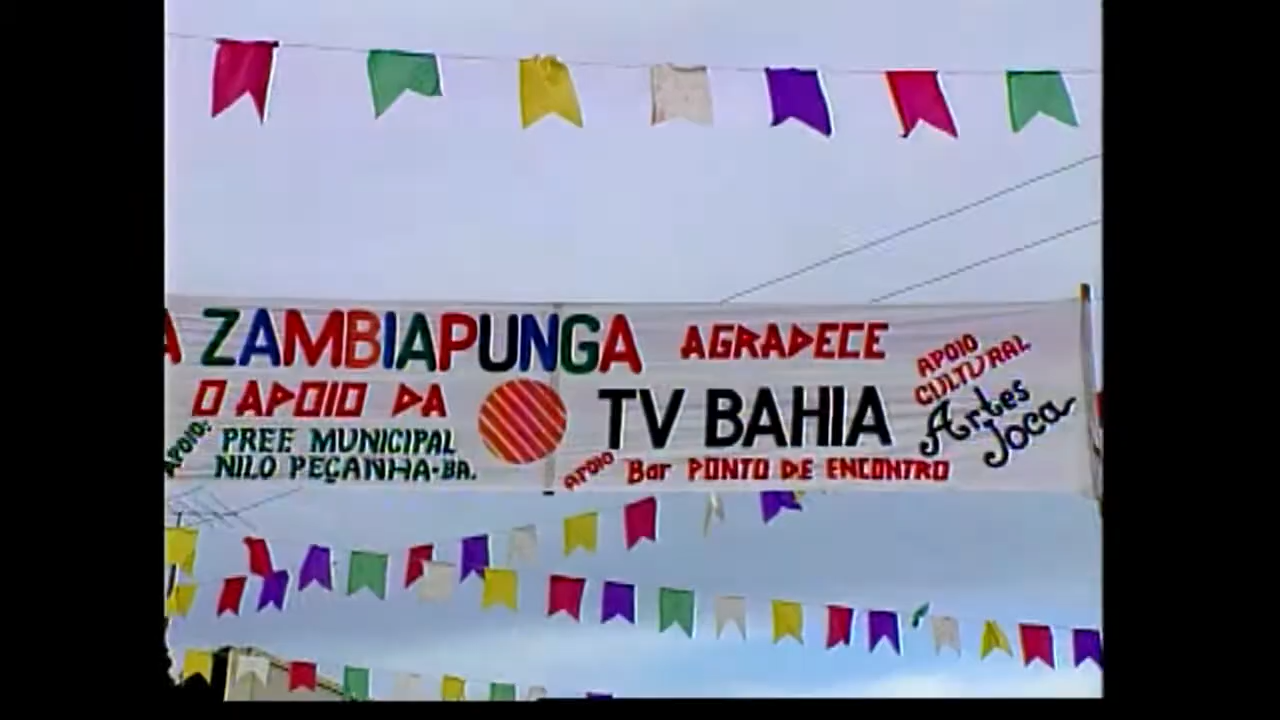 A ZAMBIAPUNGA AGRADECE
O APOIO DA TV BAHIA
APOIO: PREF MUNICIPAL
NILO PEÇANHA-BA.
APOIO Bar PONTO DE ENCONTRO
APOIO
CULTURAL
Artes
Joca